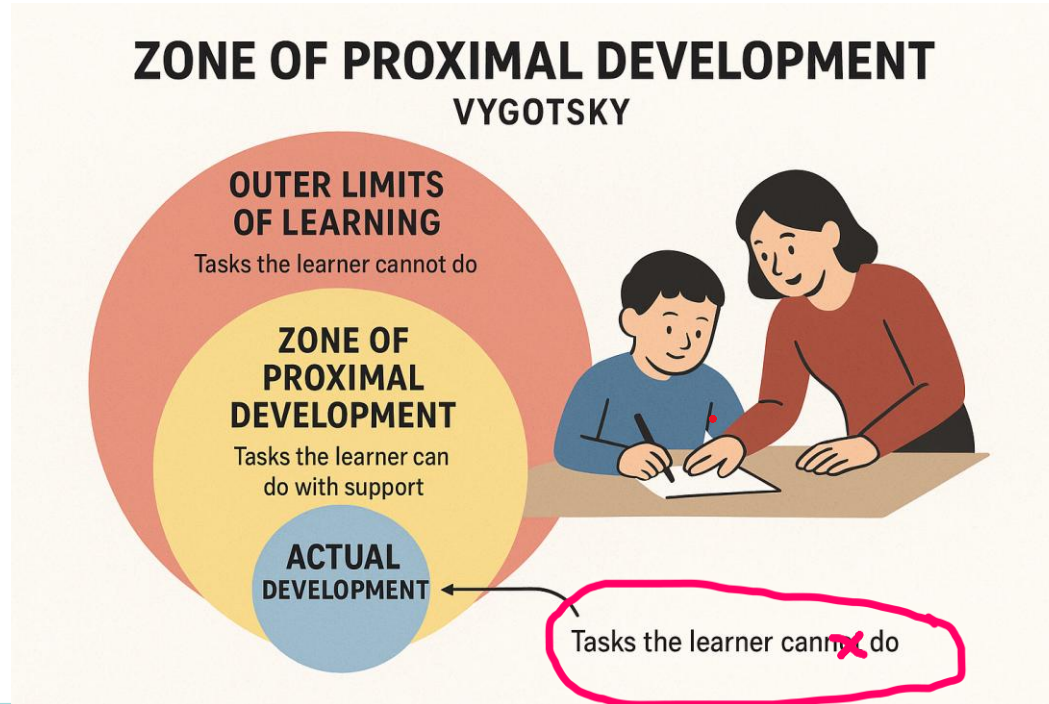 ZONE OF PROXIMAL DEVELOPMENT
VYGOTSKY
OUTER LIMITS
OF LEARNING
Tasks the learner cannot do
ZONE OF
PROXIMAL
DEVELOPMENT
Tasks the learner can
do with support
ACTUAL
DEVELOPMENT
Tasks the learner cannot do